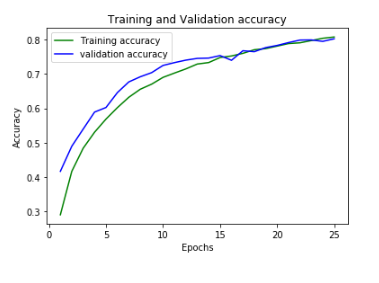 Training and Validation accuracy
Training accuracy
validation accuracy
Accuracy
0.8
0.7
0.6
0.5
0.4
0.3
0
5
10
15
20
25
Epochs